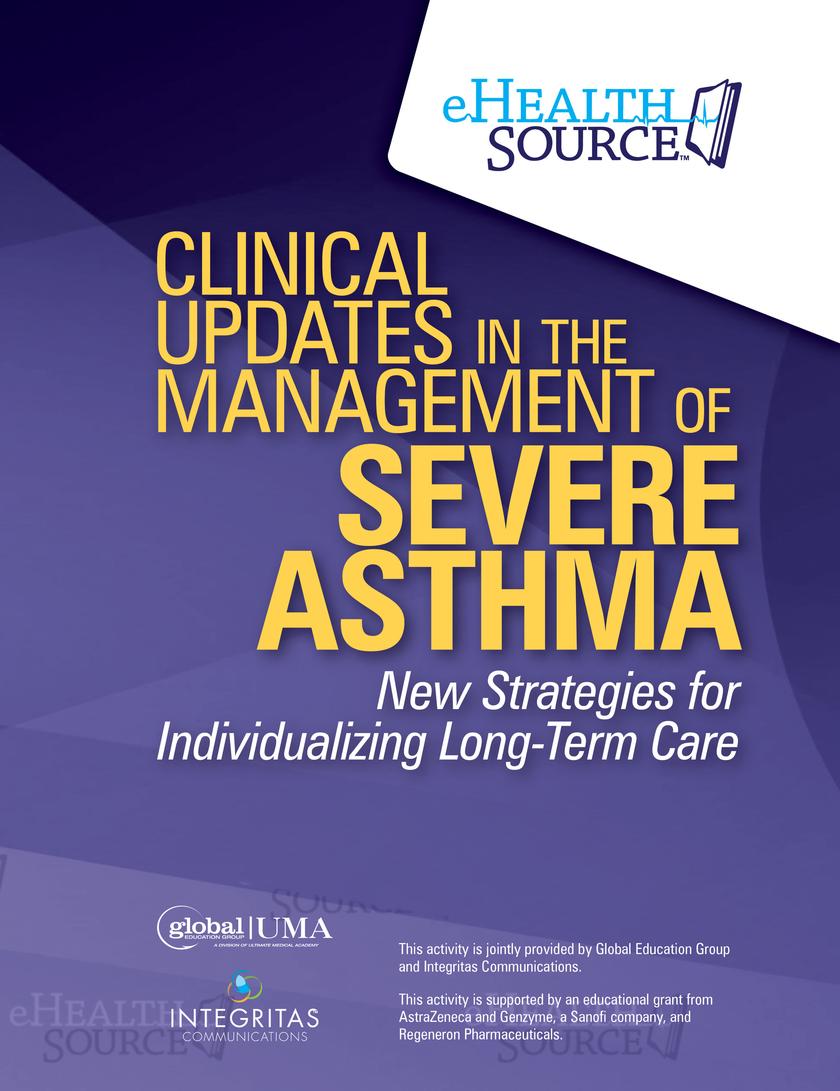 eHEALTH
SOURCE™
CLINICAL
UPDATES IN THE
MANAGEMENT OF
SEVERE
ASTHMA
New Strategies for
Individualizing Long-Term Care
SOURCE
global | UMA
EDUCATION GROUP
A DIVISION OF ULTIMATE MEDICAL ACADEMY
This activity is jointly provided by Global Education Group
and Integritas Communications.
eHEALTH
SOURCE
INTEGRITAS
COMMUNICATIONS
This activity is supported by an educational grant from
AstraZeneca and Genzyme, a Sanofi company, and
Regeneron Pharmaceuticals.
eHEALTH
SOURCE